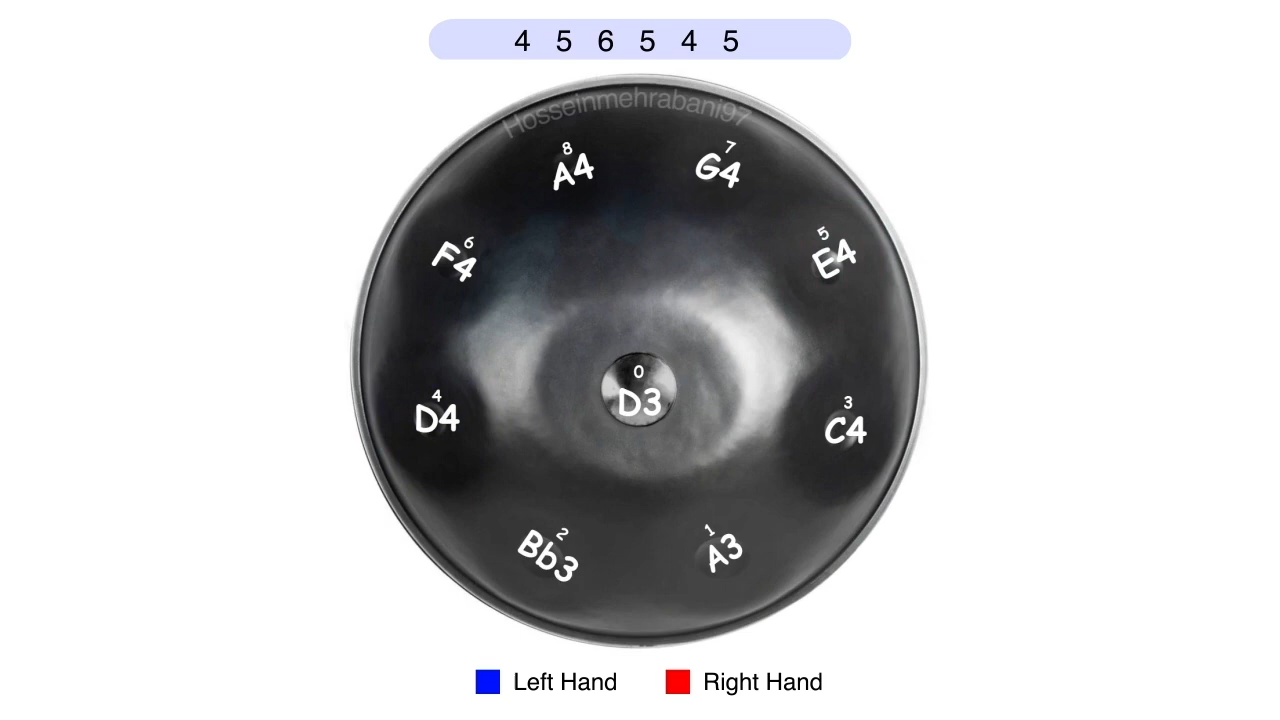 4 5 6 5 4 5
Hosseinmehrabani97
8
A4
7
G4
6
F4
5
E4
0
D3
4
D4
3
C4
2
Bb3
1
A3
Left Hand
Right Hand